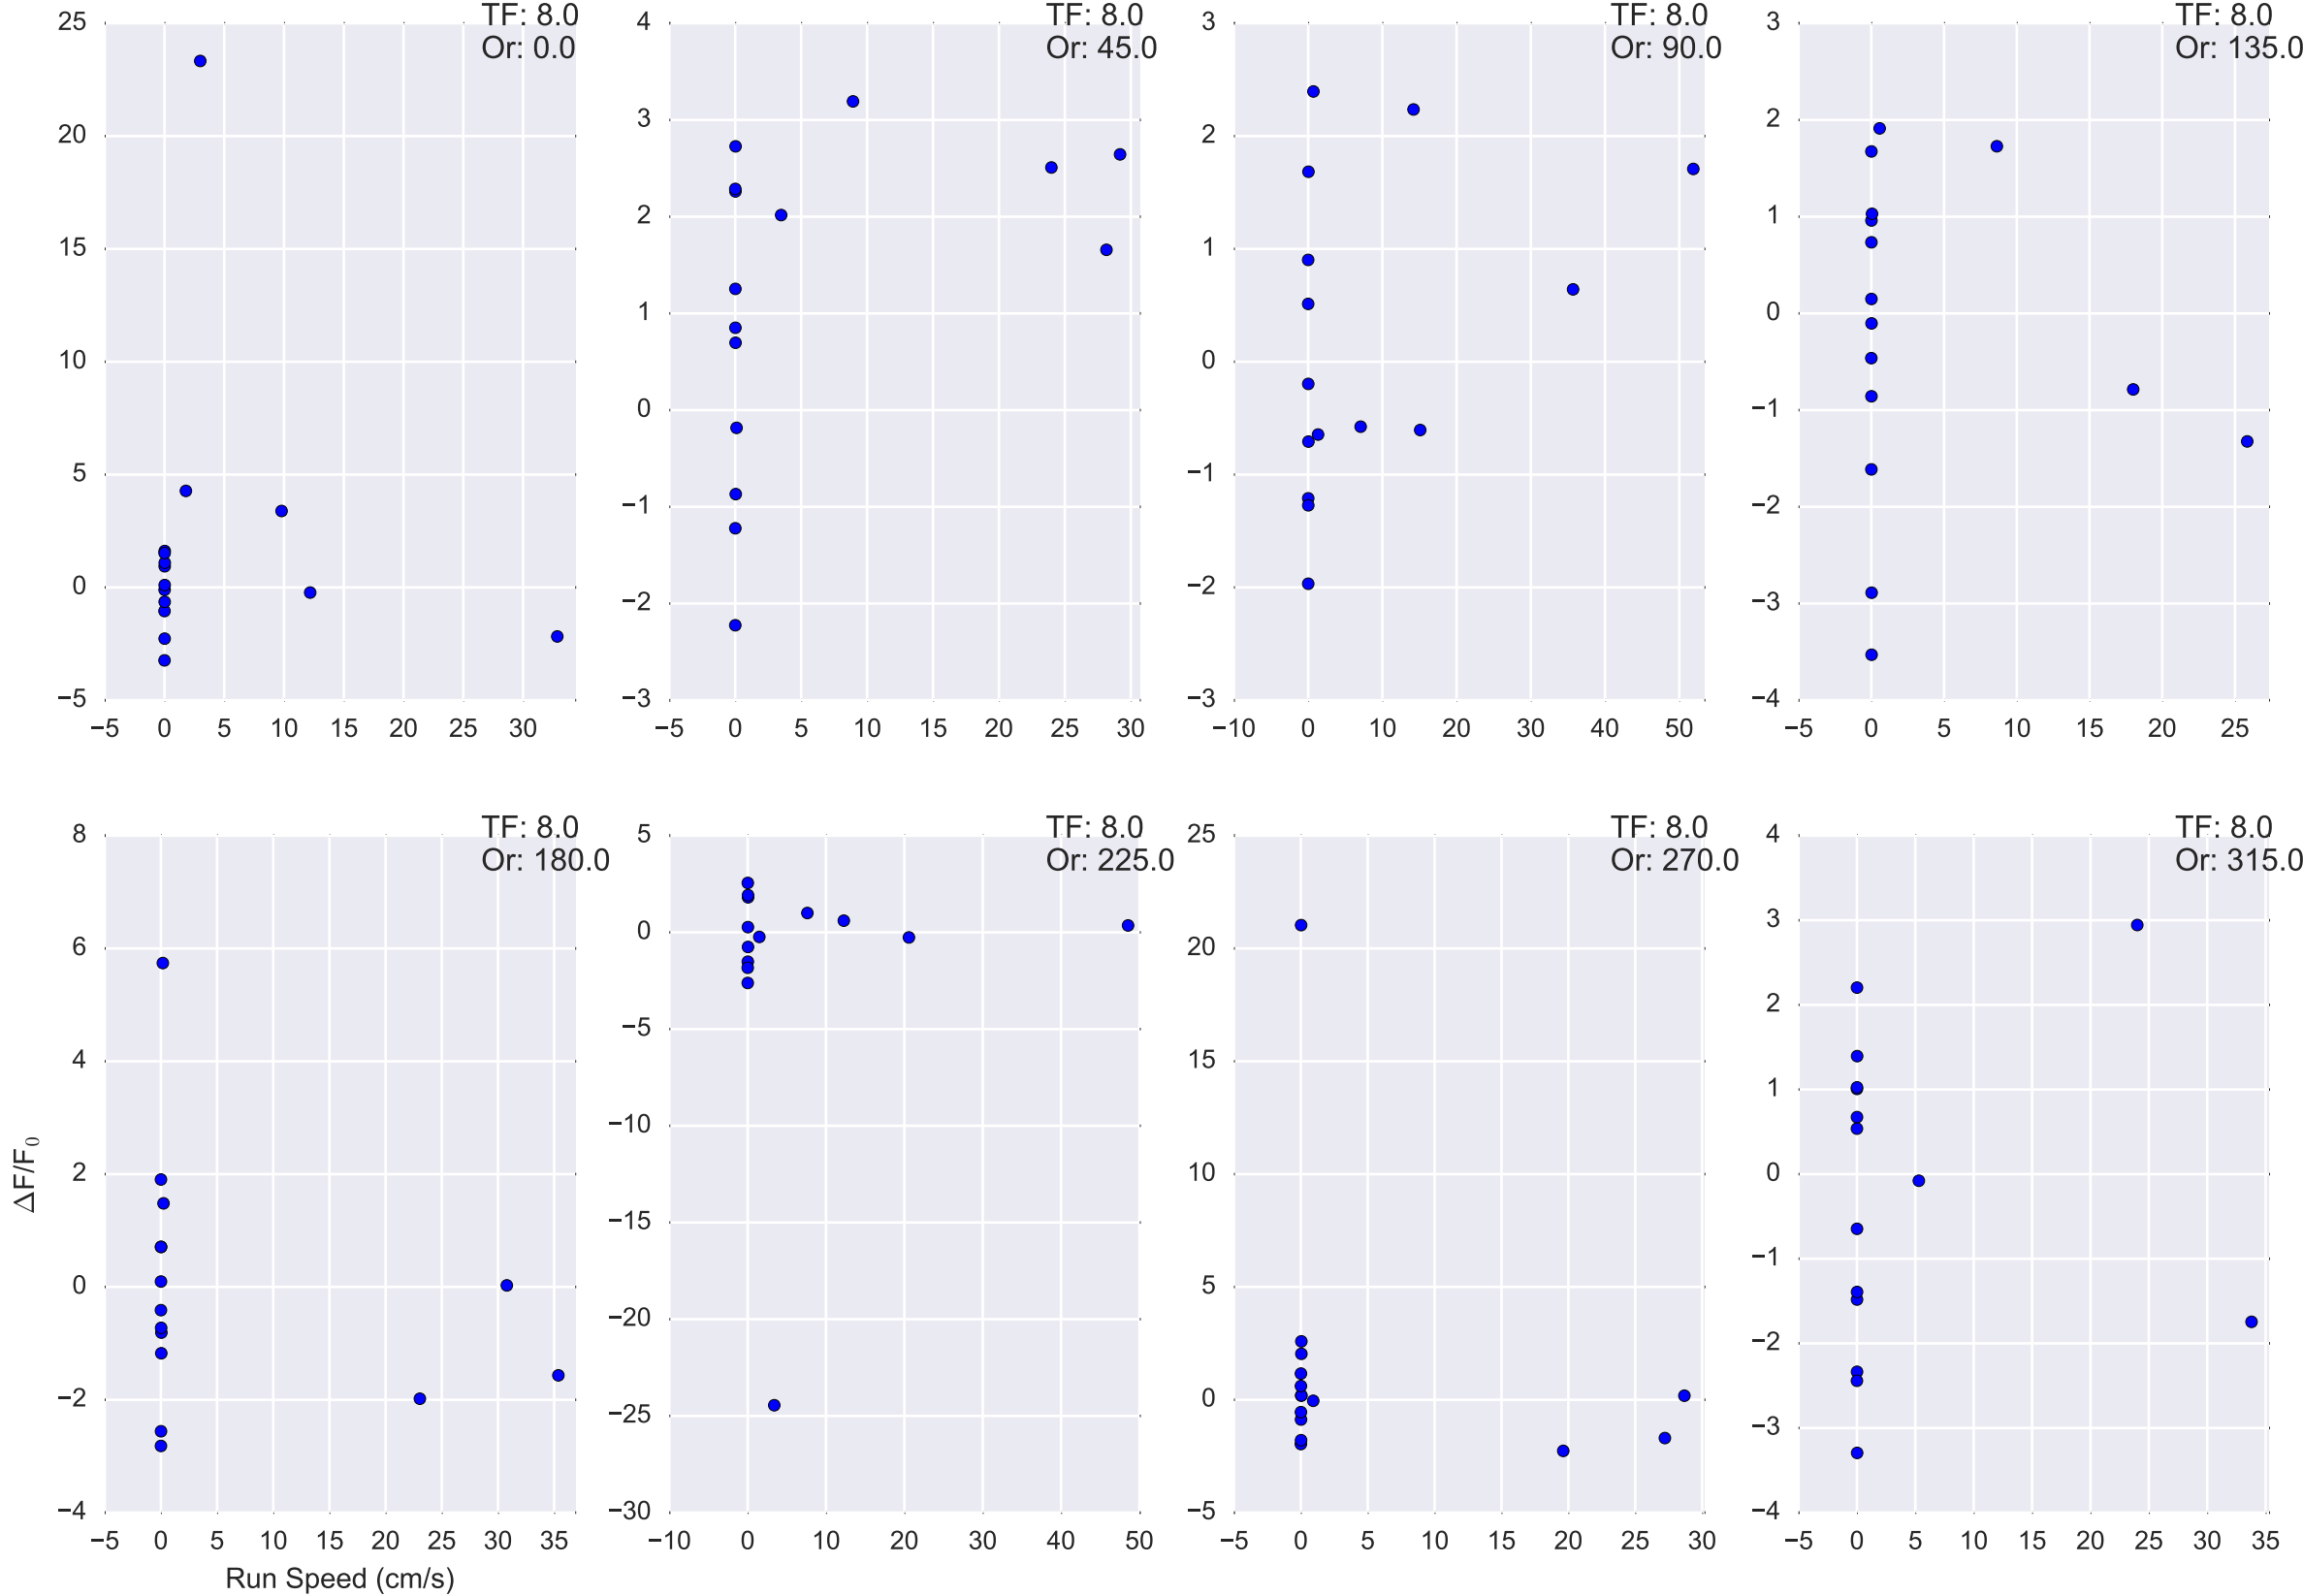 TF: 8.0
Or: 0.0
25
20
15
10
5
0
−5
−5 0 5 10 15 20 25 30
TF: 8.0
Or: 45.0
4
3
2
1
0
−1
−2
−3
−5 0 5 10 15 20 25 30
TF: 8.0
Or: 90.0
3
2
1
0
−1
−2
−3
−10 0 10 20 30 40 50
TF: 8.0
Or: 135.0
3
2
1
0
−1
−2
−3
−4
−5 0 5 10 15 20 25
TF: 8.0
Or: 180.0
8
6
4
2
0
−2
−4
ΔF/F₀
−5 0 5 10 15 20 25 30 35
Run Speed (cm/s)
TF: 8.0
Or: 225.0
5
0
−5
−10
−15
−20
−25
−30
−10 0 10 20 30 40 50
TF: 8.0
Or: 270.0
25
20
15
10
5
0
−5
−5 0 5 10 15 20 25 30
TF: 8.0
Or: 315.0
4
3
2
1
0
−1
−2
−3
−4
−5 0 5 10 15 20 25 30 35